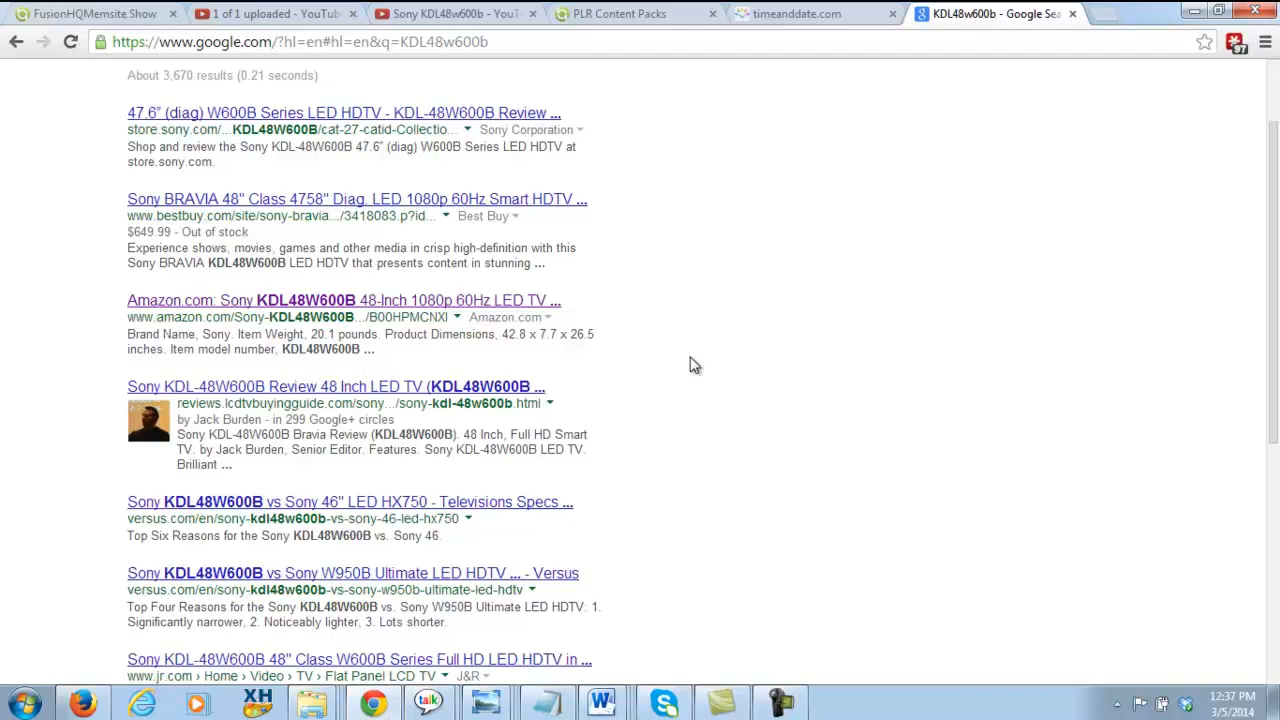 FusionHQMemsite.Show
1 of 1 uploaded - YouTub
Sony KDL48w600b - YouT
PLR Content Packs
timeanddate.com
KDL48w600b - Google Sea
https://www.google.com/?hl=en#hl=en&q=KDL48w600b
97
About 3,670 results (0.21 seconds)
47.6” (diag) W600B Series LED HDTV - KDL-48W600B Review ...
store.sony.com/...KDL48W600B/cat-27-catid-Collectio... Sony Corporation
Shop and review the Sony KDL-48W600B 47.6” (diag) W600B Series LED HDTV at
store.sony.com.
Sony BRAVIA 48" Class 4758" Diag. LED 1080p 60Hz Smart HDTV ...
www.bestbuy.com/site/sony-bravia.../3418083.p?id... Best Buy
$649.99 - Out of stock
Experience shows, movies, games and other media in crisp high-definition with this
Sony BRAVIA KDL48W600B LED HDTV that presents content in stunning ...
Amazon.com: Sony KDL48W600B 48-Inch 1080p 60Hz LED TV ...
www.amazon.com/Sony-KDL48W600B.../B00HPMCNXI Amazon.com
Brand Name, Sony. Item Weight, 20.1 pounds. Product Dimensions, 42.8 x 7.7 x 26.5
inches. Item model number, KDL48W600B ...
Sony KDL-48W600B Review 48 Inch LED TV (KDL48W600B ...
reviews.lcdtvbuyingguide.com/sony.../sony-kdl-48w600b.html
by Jack Burden - in 299 Google+ circles
Sony KDL-48W600B Bravia Review (KDL48W600B). 48 Inch, Full HD Smart
TV. by Jack Burden, Senior Editor. Features. Sony KDL-48W600B LED TV.
Brilliant ...
Sony KDL48W600B vs Sony 46" LED HX750 - Televisions Specs ...
versus.com/en/sony-kdl48w600b-vs-sony-46-led-hx750
Top Six Reasons for the Sony KDL48W600B vs. Sony 46.
Sony KDL48W600B vs Sony W950B Ultimate LED HDTV ... - Versus
versus.com/en/sony-kdl48w600b-vs-sony-w950b-ultimate-led-hdtv
Top Four Reasons for the Sony KDL48W600B vs. Sony W950B Ultimate LED HDTV: 1.
Significantly narrower, 2. Noticeably lighter, 3. Lots shorter.
Sony KDL-48W600B 48" Class W600B Series Full HD LED HDTV in ...
www.jr.com › Home › Video › TV › Flat Panel LCD TV J&R
XH
talk
12:37 PM
3/5/2014